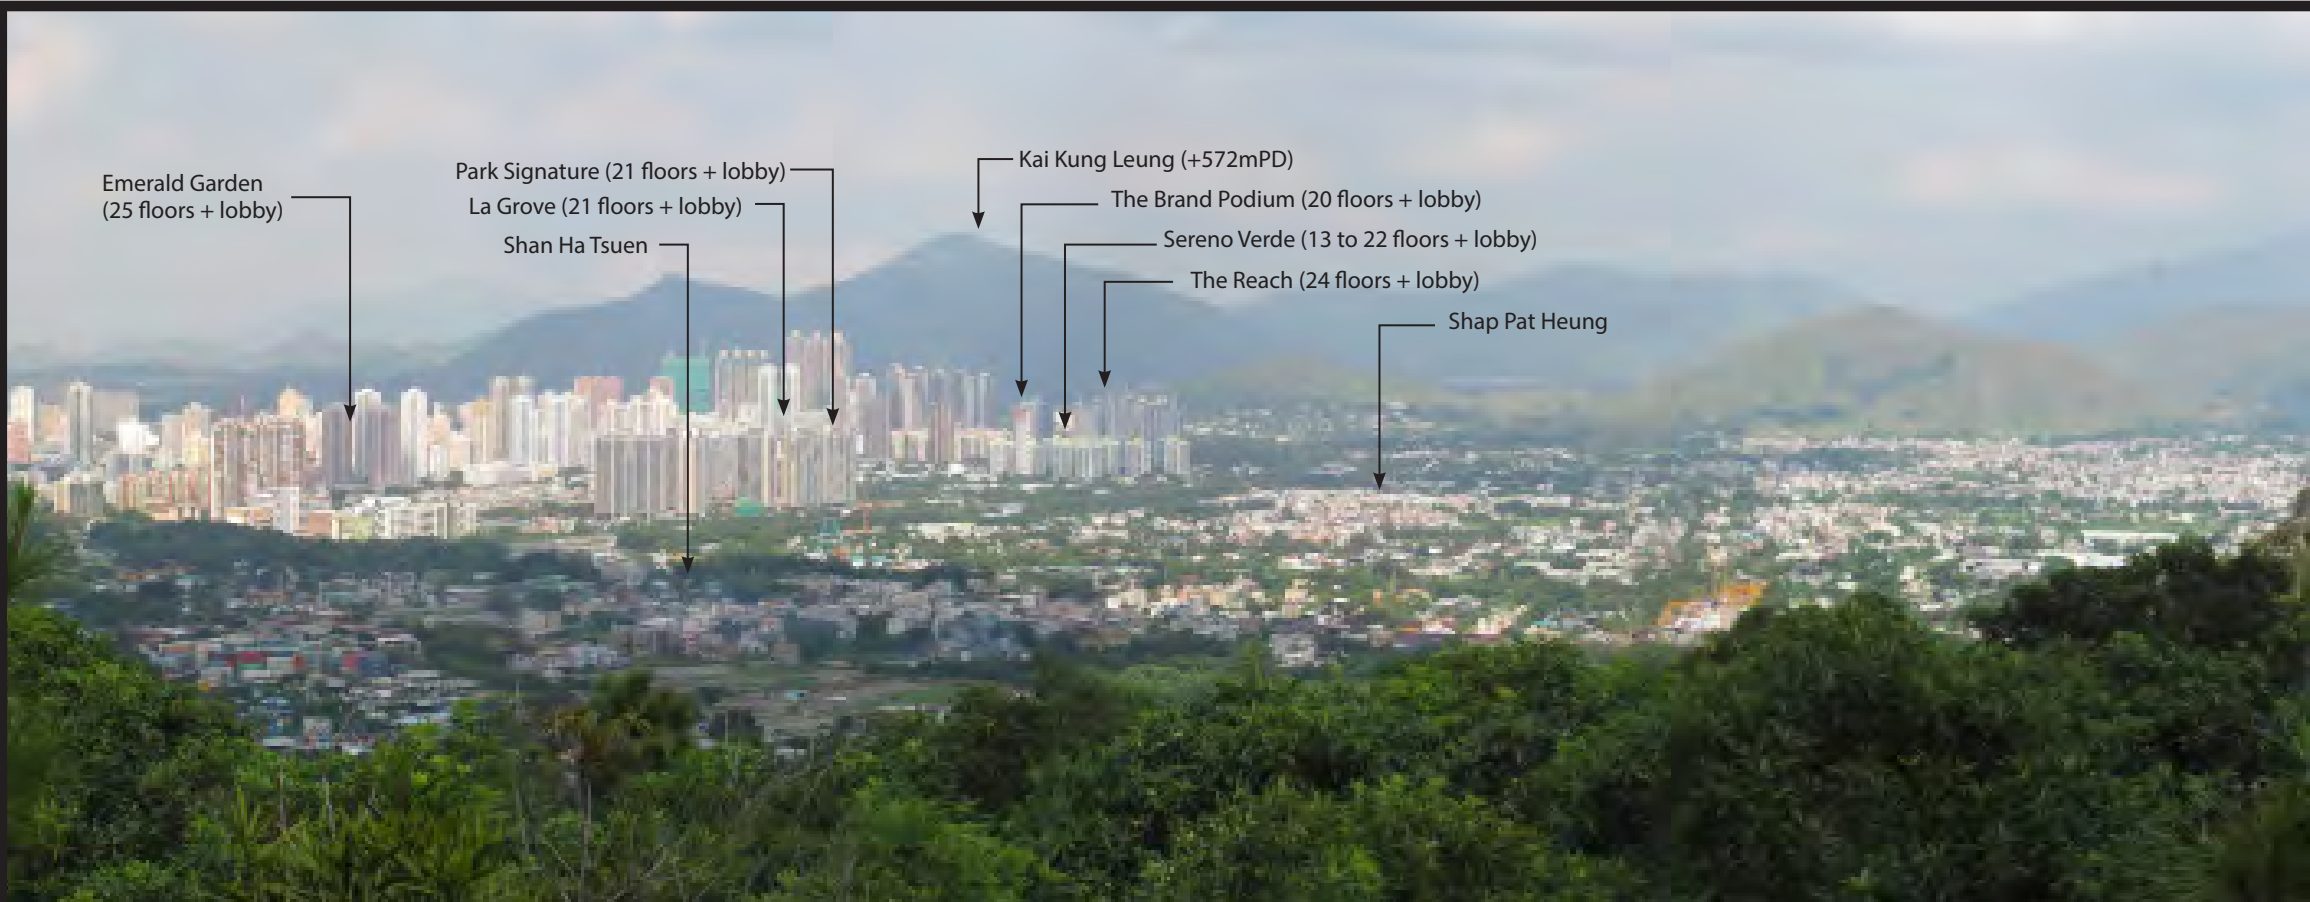 Emerald Garden
(25 floors + lobby)
Park Signature (21 floors + lobby)
La Grove (21 floors + lobby)
Shan Ha Tsuen
Kai Kung Leung (+572mPD)
The Brand Podium (20 floors + lobby)
Sereno Verde (13 to 22 floors + lobby)
The Reach (24 floors + lobby)
Shap Pat Heung